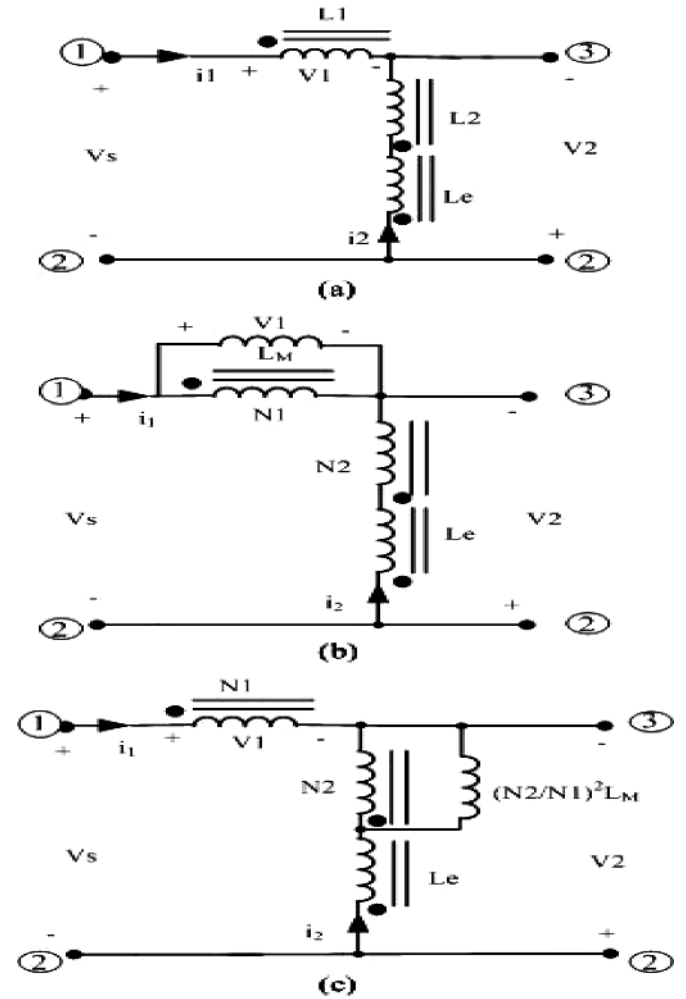 L1
1 i1 + V1 - 3
+ -
L2
Vs V2
Le
- i2 +
2 2
(a)
+ V1 -
LM
1 i1 N1 3
+ -
N2
Vs Le V2
- i2 +
2 2
(b)
N1
1 i1 + V1 - 3
+ -
N2 (N2/N1)²LM
Vs Le V2
- i2 +
2 2
(c)